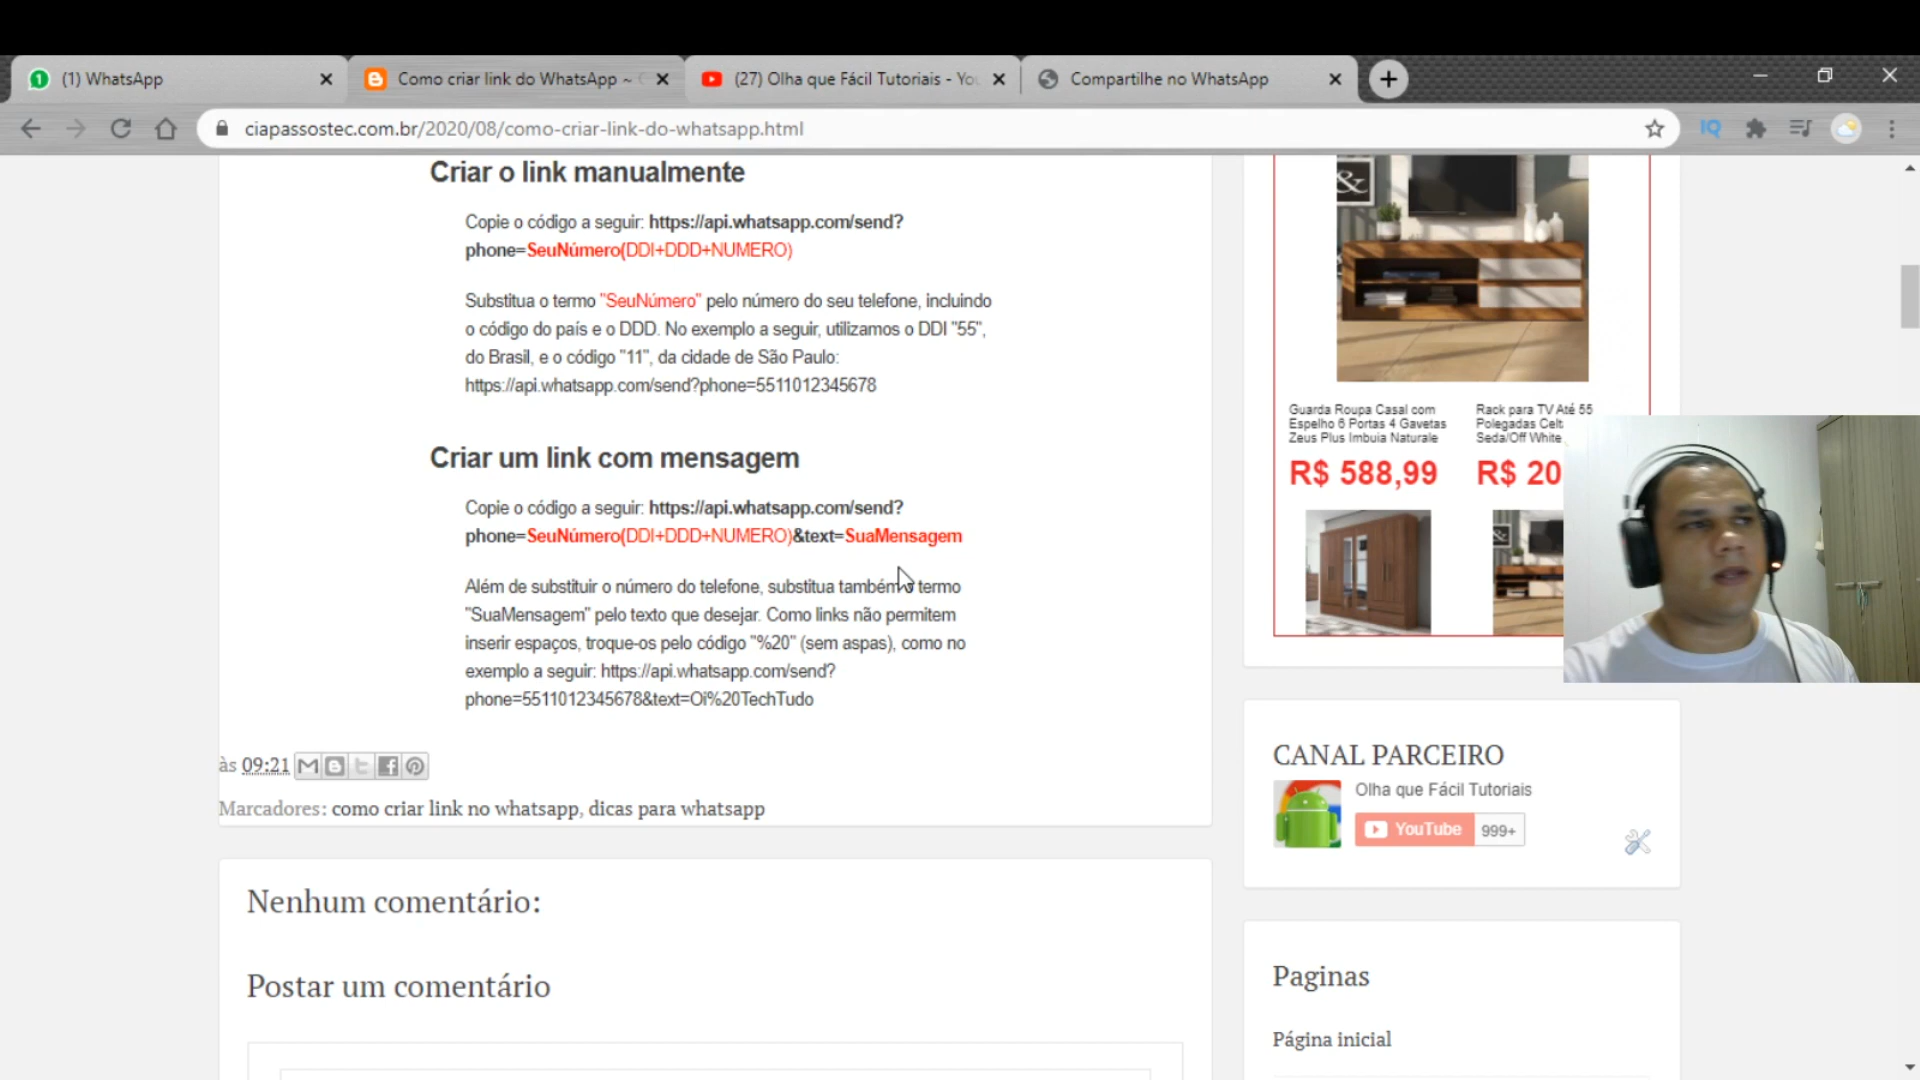 (1) WhatsApp
Como criar link do WhatsApp ~
(27) Olha que Fácil Tutoriais - You
Compartilhe no WhatsApp
ciapassostec.com.br/2020/08/como-criar-link-do-whatsapp.html
IQ
Criar o link manualmente
Copie o código a seguir: https://api.whatsapp.com/send?
phone=SeuNúmero(DDI+DDD+NUMERO)
Substitua o termo "SeuNúmero" pelo número do seu telefone, incluindo
o código do país e o DDD. No exemplo a seguir, utilizamos o DDI "55",
do Brasil, e o código "11", da cidade de São Paulo:
https://api.whatsapp.com/send?phone=5511012345678
Criar um link com mensagem
Copie o código a seguir: https://api.whatsapp.com/send?
phone=SeuNúmero(DDI+DDD+NUMERO)&text=SuaMensagem
Além de substituir o número do telefone, substitua também o termo
"SuaMensagem" pelo texto que desejar. Como links não permitem
inserir espaços, troque-os pelo código "%20" (sem aspas), como no
exemplo a seguir: https://api.whatsapp.com/send?
phone=5511012345678&text=Oi%20TechTudo
às 09:21
Marcadores: como criar link no whatsapp, dicas para whatsapp
Nenhum comentário:
Postar um comentário
&
Guarda Roupa Casal com
Espelho 6 Portas 4 Gavetas
Zeus Plus Imbuia Naturale
R$ 588,99
Rack para TV Até 55
Polegadas
Seda/Off White
R$ 20
CANAL PARCEIRO
Olha que Fácil Tutoriais
YouTube 999+
Paginas
Página inicial